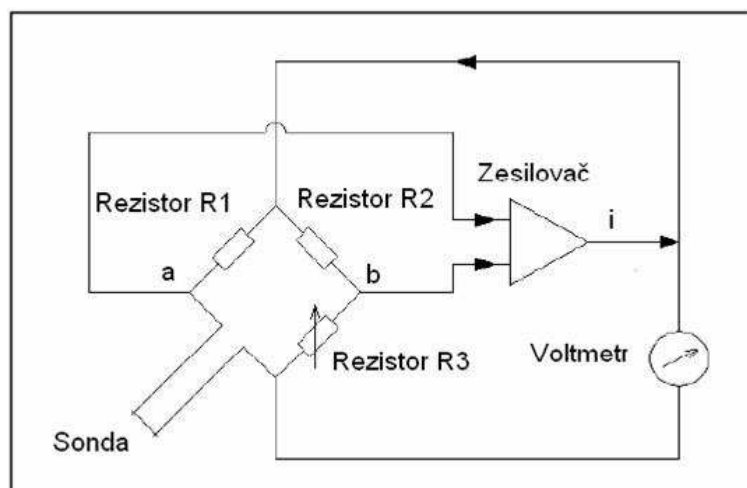 Zesilovač
Rezistor R1
Rezistor R2
i
a
b
Rezistor R3
Voltmetr
Sonda